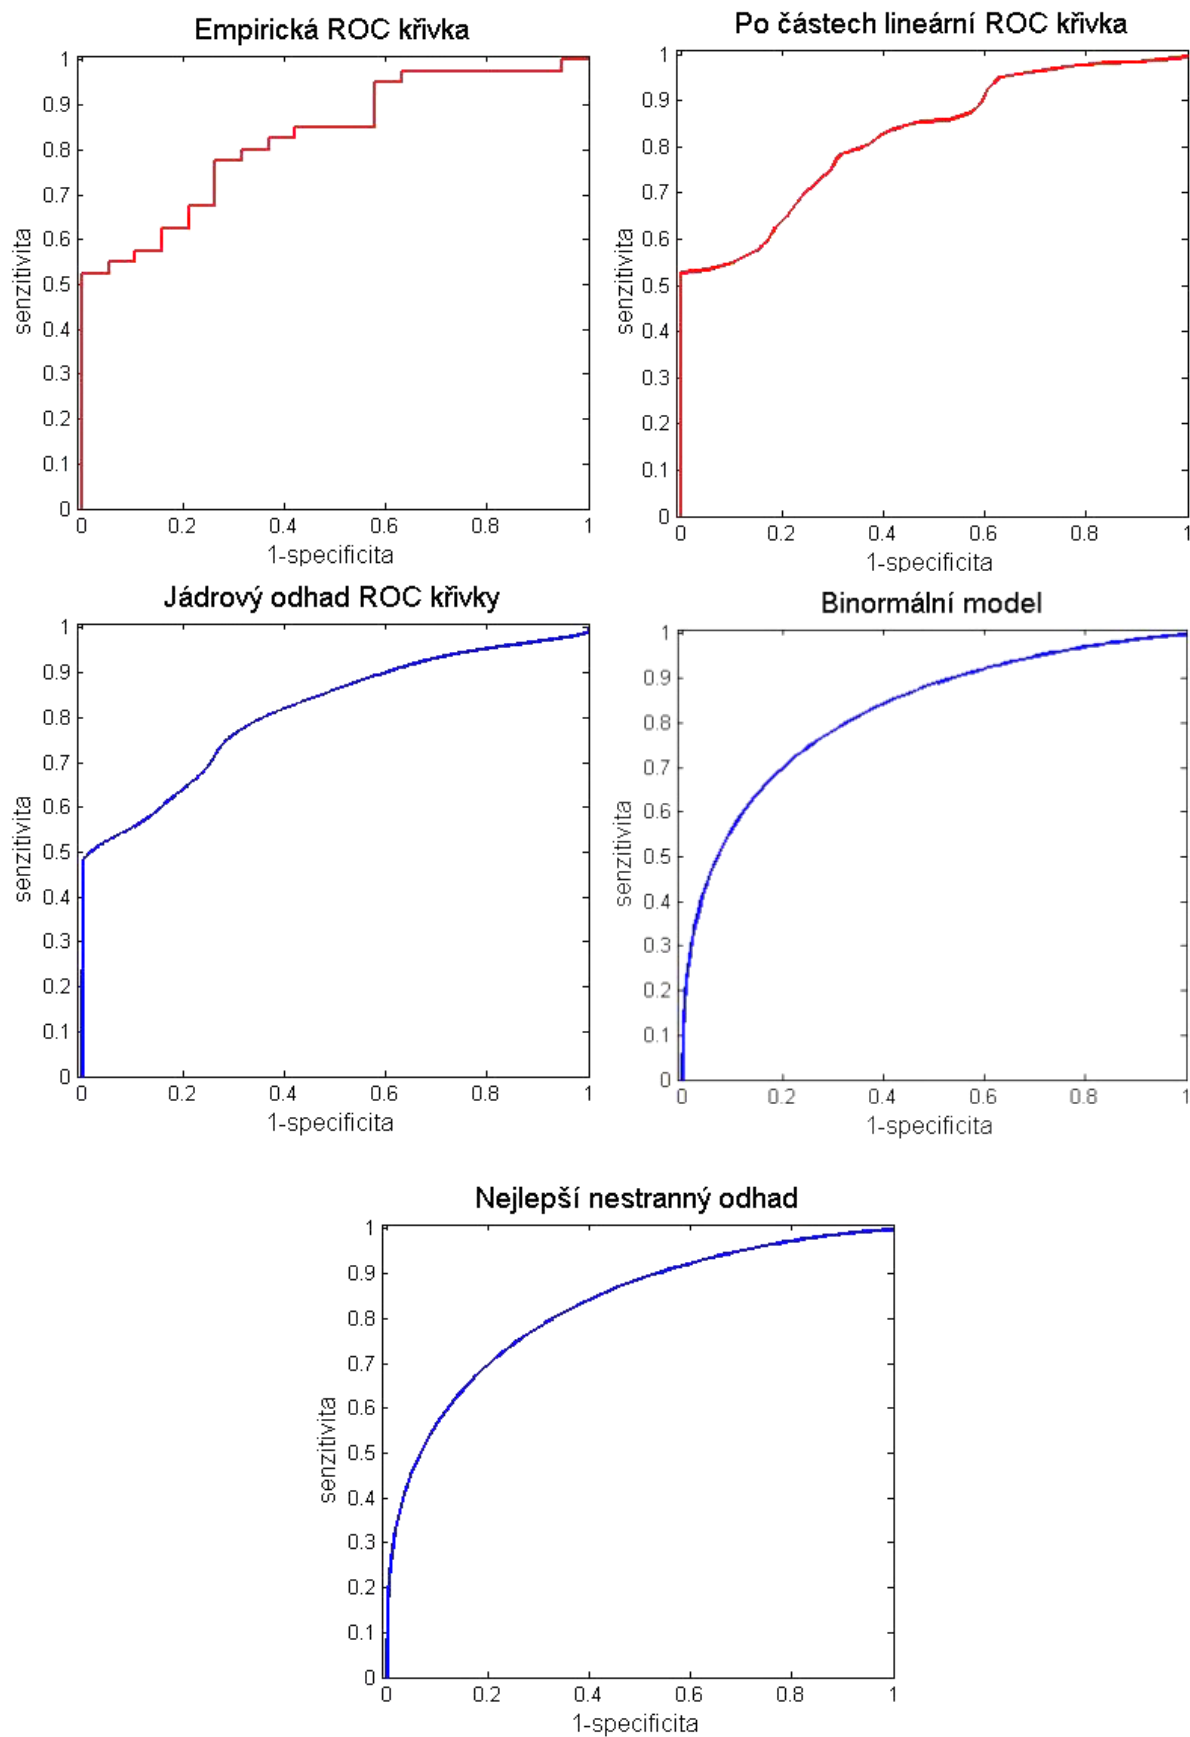 Empirická ROC křivka
1
0.9
0.8
0.7
0.6
0.5
0.4
0.3
0.2
0.1
0
senzitivita
0 0.2 0.4 0.6 0.8 1
1-specificita
Po částech lineární ROC křivka
1
0.9
0.8
0.7
0.6
0.5
0.4
0.3
0.2
0.1
0
senzitivita
0 0.2 0.4 0.6 0.8 1
1-specificita
Jádrový odhad ROC křivky
1
0.9
0.8
0.7
0.6
0.5
0.4
0.3
0.2
0.1
0
senzitivita
0 0.2 0.4 0.6 0.8 1
1-specificita
Binormální model
1
0.9
0.8
0.7
0.6
0.5
0.4
0.3
0.2
0.1
0
senzitivita
0 0.2 0.4 0.6 0.8 1
1-specificita
Nejlepší nestranný odhad
1
0.9
0.8
0.7
0.6
0.5
0.4
0.3
0.2
0.1
0
senzitivita
0 0.2 0.4 0.6 0.8 1
1-specificita